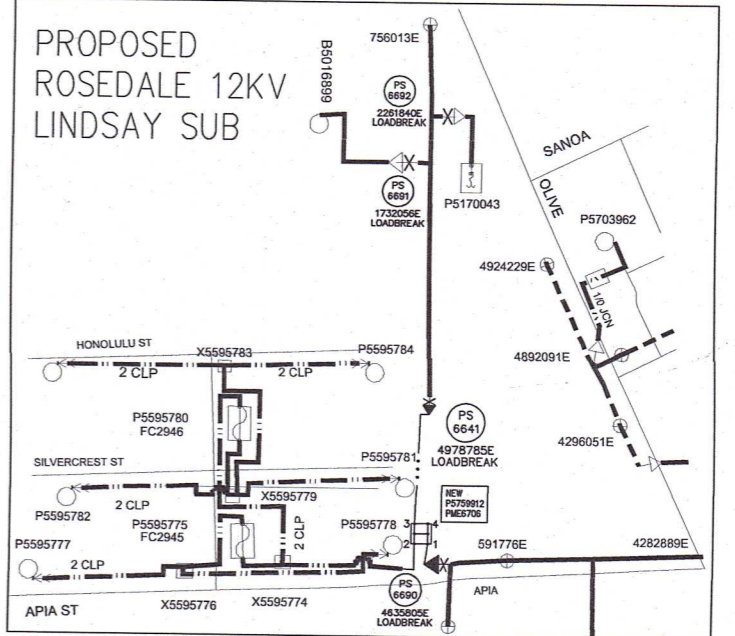 PROPOSED
ROSEDALE 12KV
LINDSAY SUB
B5016899
756013E
PS
6692
2261840E
LOADBREAK
PS
6691
1732056E
LOADBREAK
P5170043
SANOA
OLIVE
P5703962
4924229E
1/0 JCN
4892091E
4296051E
HONOLULU ST
X5595783
P5595784
2 CLP
2 CLP
P5595780
FC2946
PS
6641
4978785E
LOADBREAK
SILVERCREST ST
P5595781
2 CLP
X5595779
P5595782
P5595775
FC2945
2 CLP
P5595778
NEW
P5759912
PME6706
3 4
2 1
P5595777
2 CLP
591776E
4282889E
APIA ST
X5595776
X5595774
PS
6690
4635805E
LOADBREAK
APIA